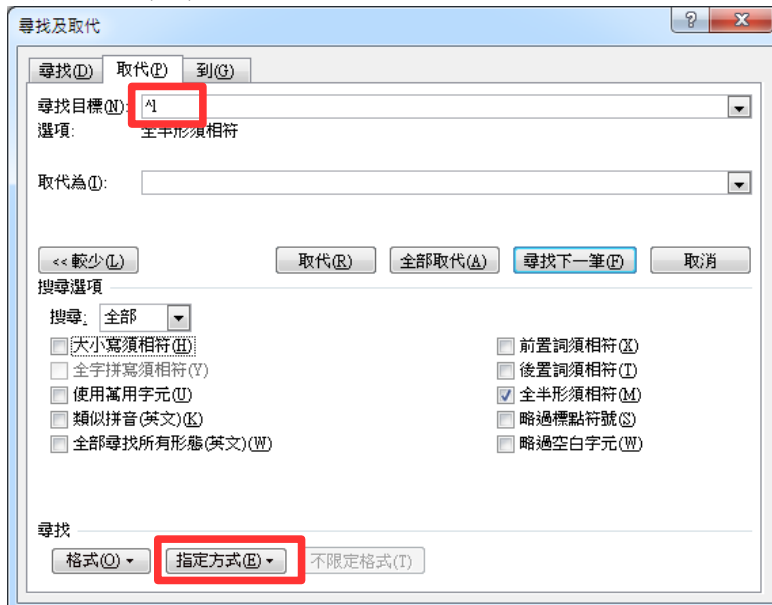 尋找及取代
尋找(D) 取代(P) 到(G)
尋找目標(N): ^l
選項: 全半形須相符
取代為(I):
<< 較少(L) 取代(R) 全部取代(A) 尋找下一筆(F) 取消
搜尋選項
搜尋: 全部
大小寫須相符(H) 前置詞須相符(X)
全字拼寫須相符(Y) 後置詞須相符(T)
使用萬用字元(U) 全半形須相符(M)
類似拼音(英文)(K) 略過標點符號(S)
全部尋找所有形態(英文)(W) 略過空白字元(W)
尋找
格式(O) 指定方式(E) 不限定格式(T)